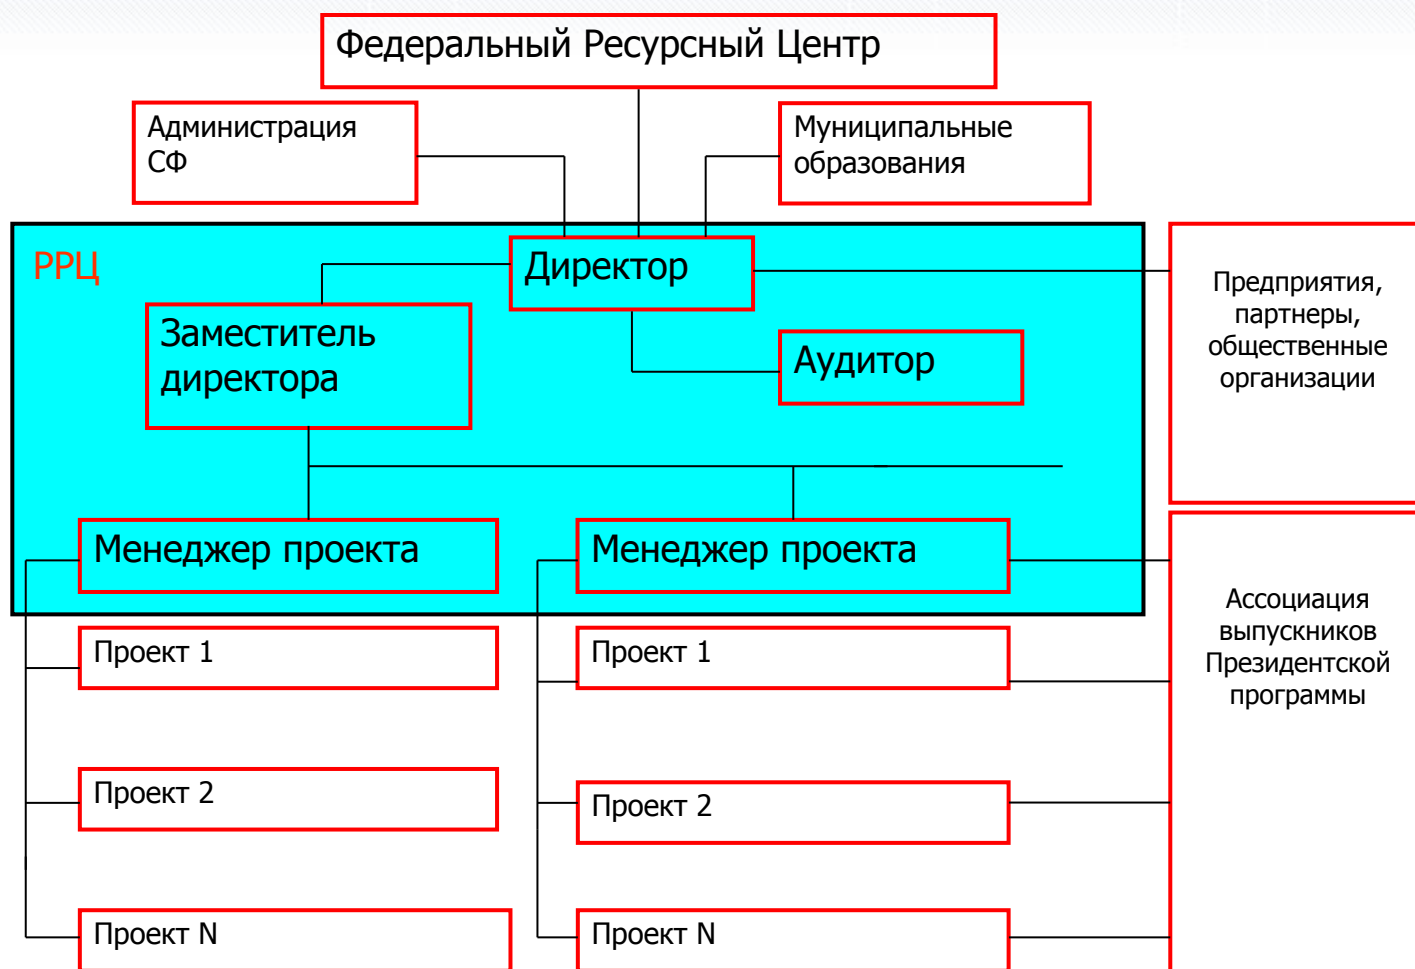 Федеральный Ресурсный Центр
Администрация
СФ
Муниципальные
образования
РРЦ
Директор
Заместитель
директора
Аудитор
Предприятия,
партнеры,
общественные
организации
Менеджер проекта
Менеджер проекта
Ассоциация
выпускников
Президентской
программы
Проект 1
Проект 1
Проект 2
Проект 2
Проект N
Проект N